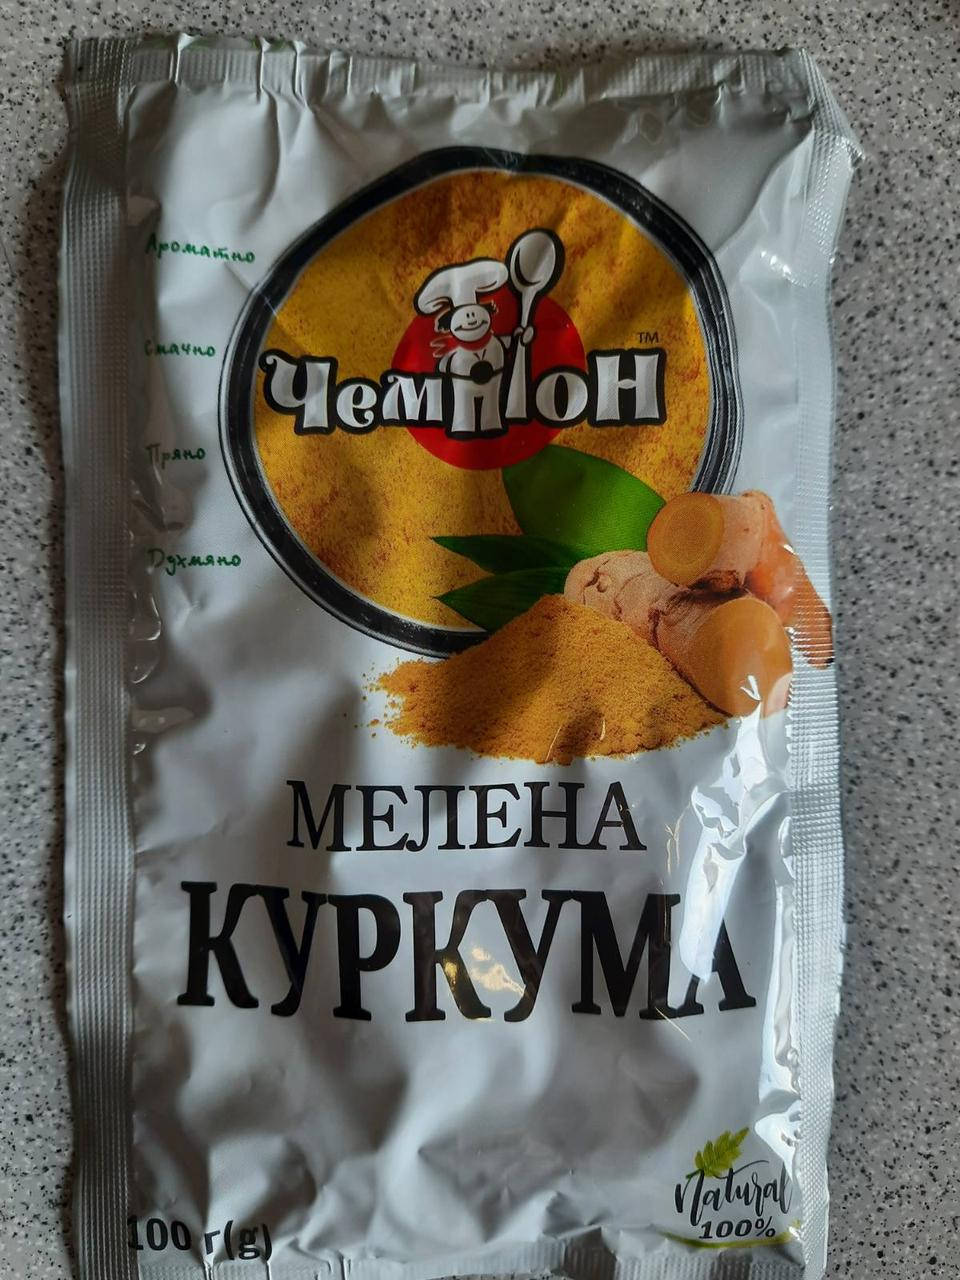 Ароматно
Смачно
Пряно
Духмяно
Чемпіон
TM
МЕЛЕНА
КУРКУМА
100 г(g)
Natural
100%